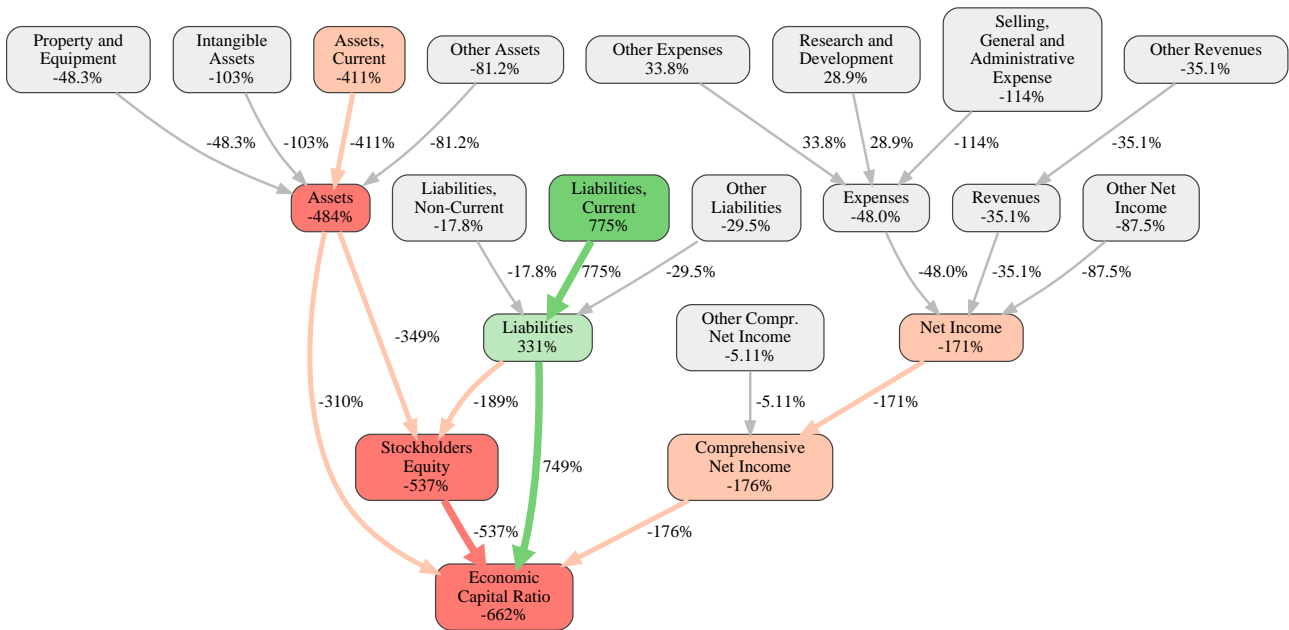 Property and
Equipment
-48.3%
Intangible
Assets
-103%
Assets,
Current
-411%
Other Assets
-81.2%
Other Expenses
33.8%
Research and
Development
28.9%
Selling,
General and
Administrative
Expense
-114%
Other Revenues
-35.1%
-48.3%
-103%
-411%
-81.2%
33.8%
28.9%
-114%
-35.1%
Assets
-484%
Liabilities,
Non-Current
-17.8%
Liabilities,
Current
775%
Other
Liabilities
-29.5%
Expenses
-48.0%
Revenues
-35.1%
Other Net
Income
-87.5%
-17.8%
775%
-29.5%
-48.0%
-35.1%
-87.5%
-349%
Liabilities
331%
Other Compr.
Net Income
-5.11%
Net Income
-171%
-310%
-189%
-5.11%
-171%
Stockholders
Equity
-537%
749%
Comprehensive
Net Income
-176%
-537%
-176%
Economic
Capital Ratio
-662%